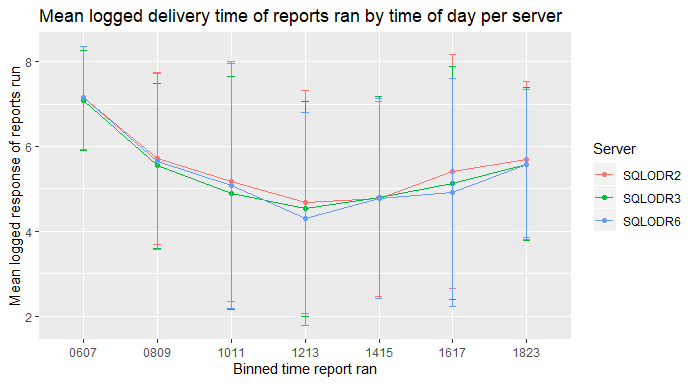 Mean logged delivery time of reports ran by time of day per server
Mean logged response of reports run
8
6
4
2
0607 0809 1011 1213 1415 1617 1823
Binned time report ran
Server
SQLODR2
SQLODR3
SQLODR6